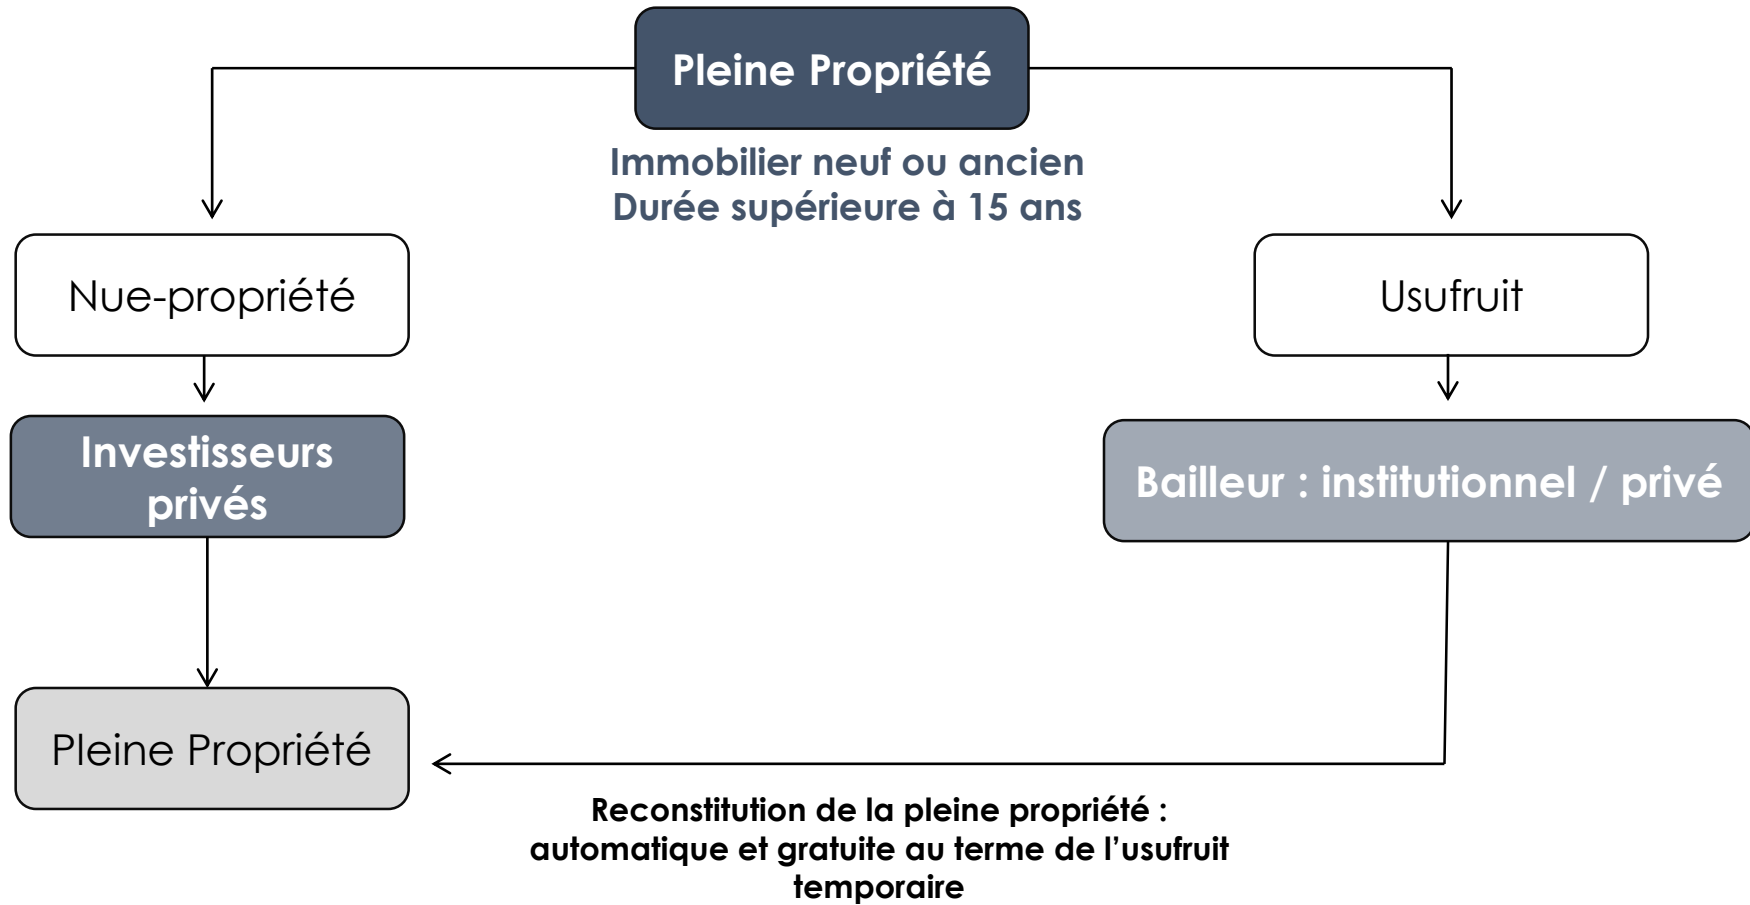 Pleine Propriété
Immobilier neuf ou ancien
Durée supérieure à 15 ans
Nue-propriété
Usufruit
Investisseurs
privés
Bailleur : institutionnel / privé
Pleine Propriété
Reconstitution de la pleine propriété :
automatique et gratuite au terme de l’usufruit
temporaire